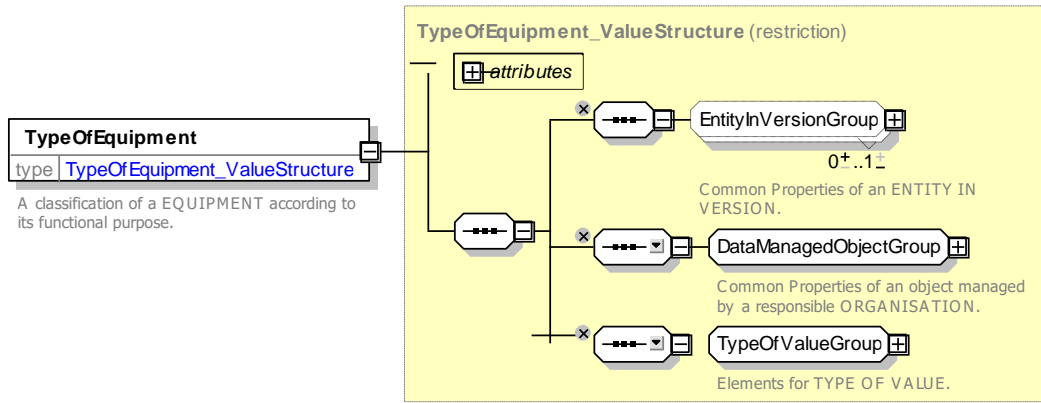 TypeOfEquipment_ValueStructure (restriction)
attributes
EntityInVersionGroup
0..1
Common Properties of an ENTITY IN
VERSION.
TypeOfEquipment
type TypeOfEquipment_ValueStructure
A classification of a EQUIPMENT according to
its functional purpose.
DataManagedObjectGroup
Common Properties of an object managed
by a responsible ORGANISATION.
TypeOfValueGroup
Elements for TYPE OF VALUE.